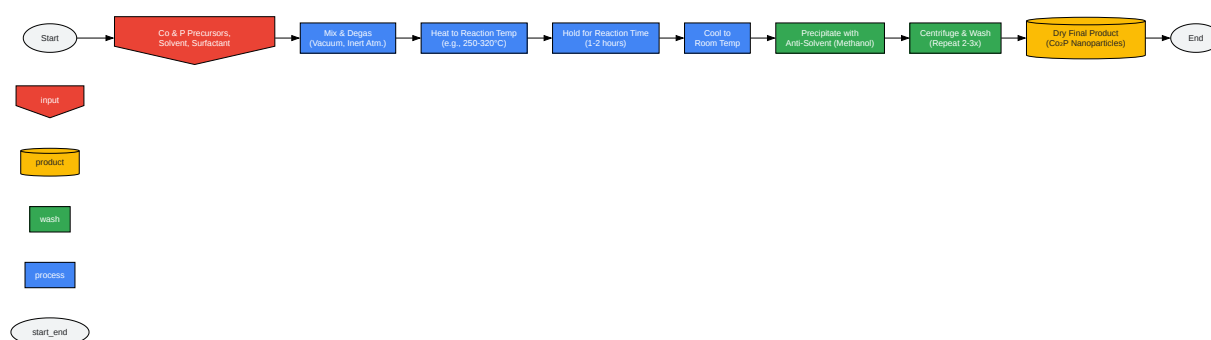 Start
Co & P Precursors,
Solvent, Surfactant
Mix & Degas
(Vacuum, Inert Atm.)
Heat to Reaction Temp
(e.g., 250-320°C)
Hold for Reaction Time
(1-2 hours)
Cool to
Room Temp
Precipitate with
Anti-Solvent (Methanol)
Centrifuge & Wash
(Repeat 2-3x)
Dry Final Product
(Co₂P Nanoparticles)
End
input
product
wash
process
start_end